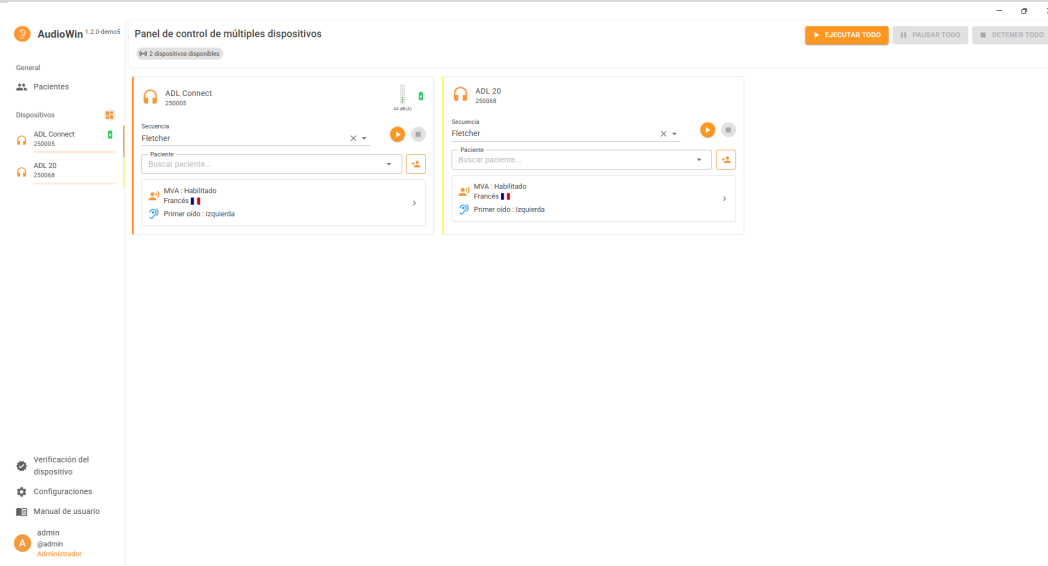 AudioWin 1.2.0-demo5
General
Pacientes
Dispositivos
ADL Connect
250005
ADL 20
250068
Verificación del
dispositivo
Configuraciones
Manual de usuario
A
admin
@admin
Administrador
Panel de control de múltiples dispositivos
2 dispositivos disponibles
EJECUTAR TODO
PAUSAR TODO
DETENER TODO
ADL Connect
250005
44 dB(A)
Secuencia
Fletcher
Paciente
Buscar paciente...
MVA : Habilitado
Francés
Primer oído : Izquierda
ADL 20
250068
Secuencia
Fletcher
Paciente
Buscar paciente...
MVA : Habilitado
Francés
Primer oído : Izquierda